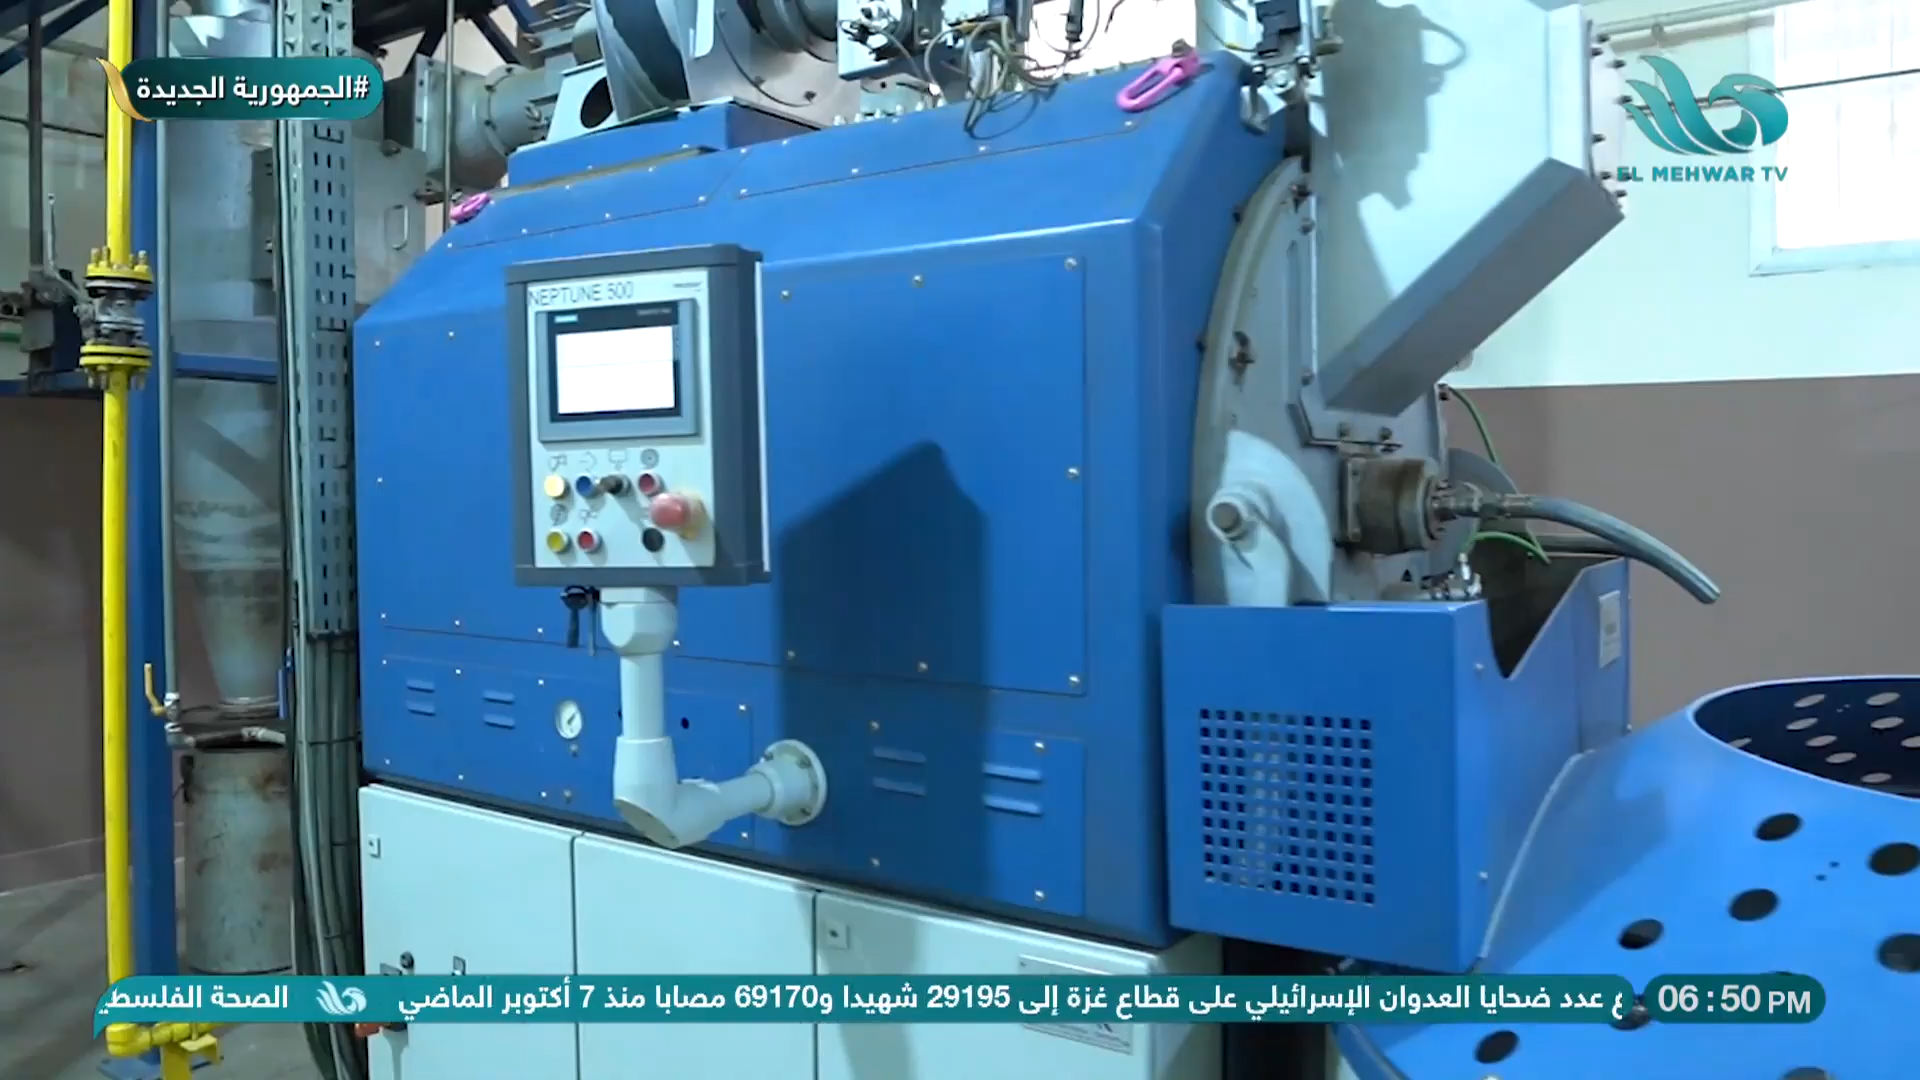 #الجمهورية الجديدة
EL MEHWAR TV
NEPTUNE 500
ع عدد ضحايا العدوان الإسرائيلي على قطاع غزة إلى 29195 شهيدا و69170 مصابا منذ 7 أكتوبر الماضي
الصحة الفلسطي
06:50 PM